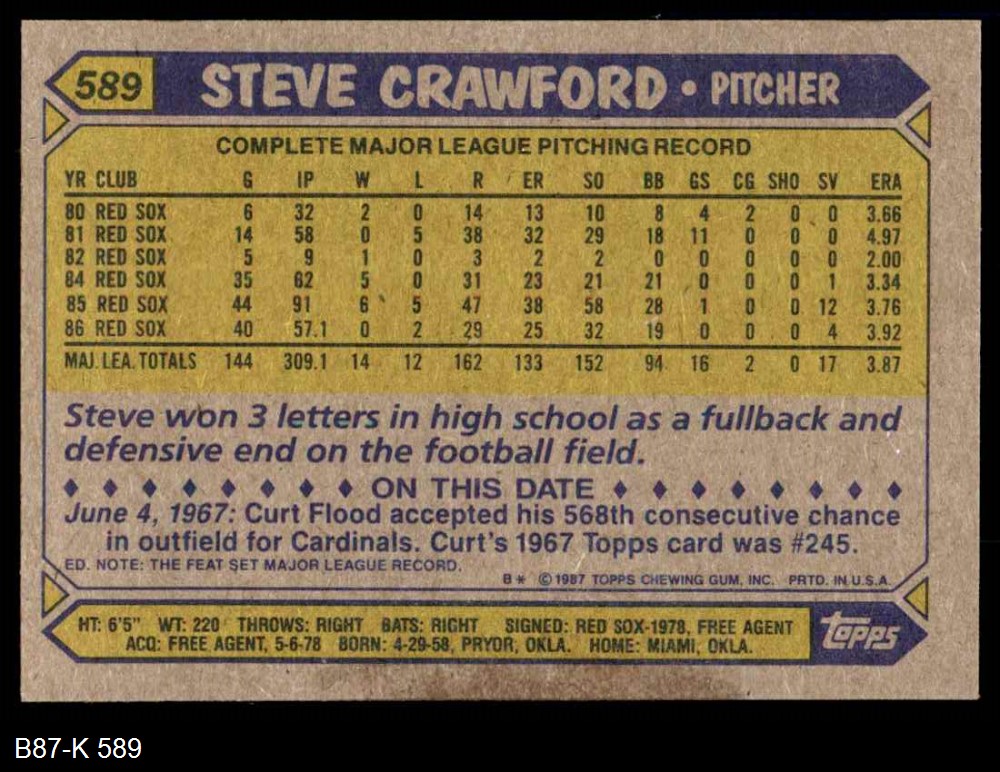 589 STEVE CRAWFORD • PITCHER
COMPLETE MAJOR LEAGUE PITCHING RECORD
YR CLUB G IP W L R ER SO BB GS CG SHO SV ERA
80 RED SOX 6 32 2 0 14 13 10 8 4 2 0 0 3.66
81 RED SOX 14 58 0 5 38 32 29 18 11 0 0 0 4.97
82 RED SOX 5 9 1 0 3 2 2 0 0 0 0 0 2.00
84 RED SOX 35 62 5 0 31 23 21 21 0 0 0 1 3.34
85 RED SOX 44 91 6 5 47 38 58 28 1 0 0 12 3.76
86 RED SOX 40 57.1 0 2 29 25 32 19 0 0 0 4 3.92
MAJ. LEA. TOTALS 144 309.1 14 12 162 133 152 94 16 2 0 17 3.87
Steve won 3 letters in high school as a fullback and
defensive end on the football field.
♦ ♦ ♦ ♦ ♦ ♦ ♦ ♦ ON THIS DATE ♦ ♦ ♦ ♦ ♦ ♦ ♦ ♦
June 4, 1967: Curt Flood accepted his 568th consecutive chance
in outfield for Cardinals. Curt's 1967 Topps card was #245.
ED. NOTE: THE FEAT SET MAJOR LEAGUE RECORD.
B* © 1987 TOPPS CHEWING GUM, INC. PRTD. IN U.S.A.
HT: 6'5" WT: 220 THROWS: RIGHT BATS: RIGHT SIGNED: RED SOX-1978, FREE AGENT
ACQ: FREE AGENT, 5-6-78 BORN: 4-29-58, PRYOR, OKLA. HOME: MIAMI, OKLA.
topps
B87-K 589